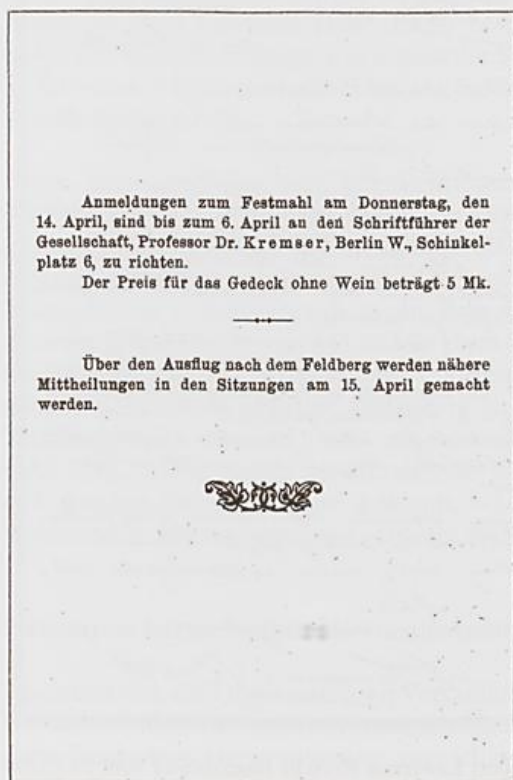 Anmeldungen zum Festmahl am Donnerstag, den
14. April, sind bis zum 6. April an den Schriftführer der
Gesellschaft, Professor Dr. Kremser, Berlin W., Schinkel-
platz 6, zu richten.
Der Preis für das Gedeck ohne Wein beträgt 5 Mk.
Über den Ausflug nach dem Feldberg werden nähere
Mittheilungen in den Sitzungen am 15. April gemacht
werden.